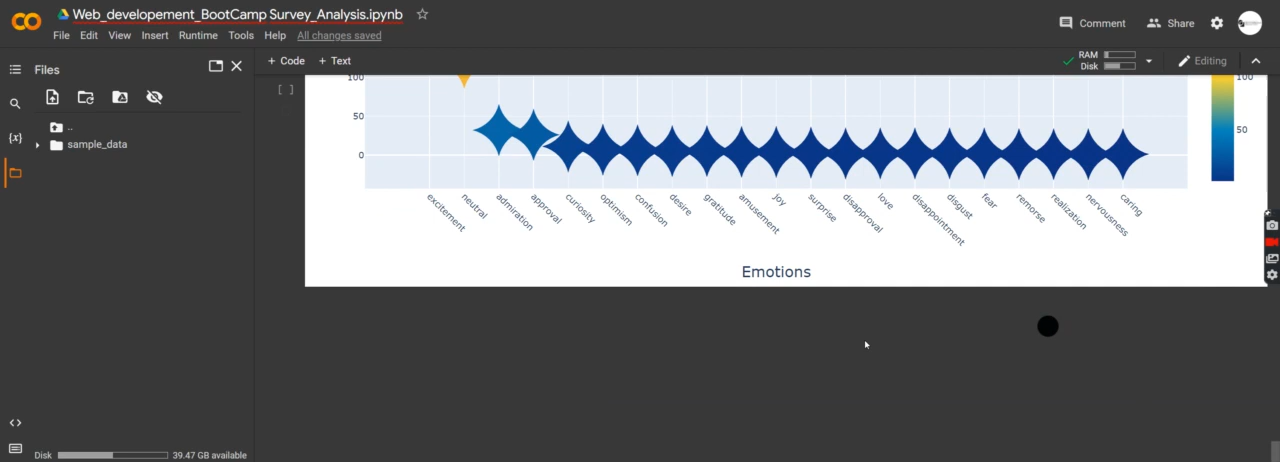 Web_developement_BootCamp Survey_Analysis.ipynb
File Edit View Insert Runtime Tools Help All changes saved
Comment Share
Files
+ Code + Text
RAM
Disk
Editing
{x}
..
sample_data
[ ]
100
50
0
100
50
excitement
neutral
admiration
approval
curiosity
optimism
confusion
desire
gratitude
amusement
joy
surprise
disapproval
love
disappointment
disgust
fear
remorse
realization
nervousness
caring
Emotions
Disk 39.47 GB available